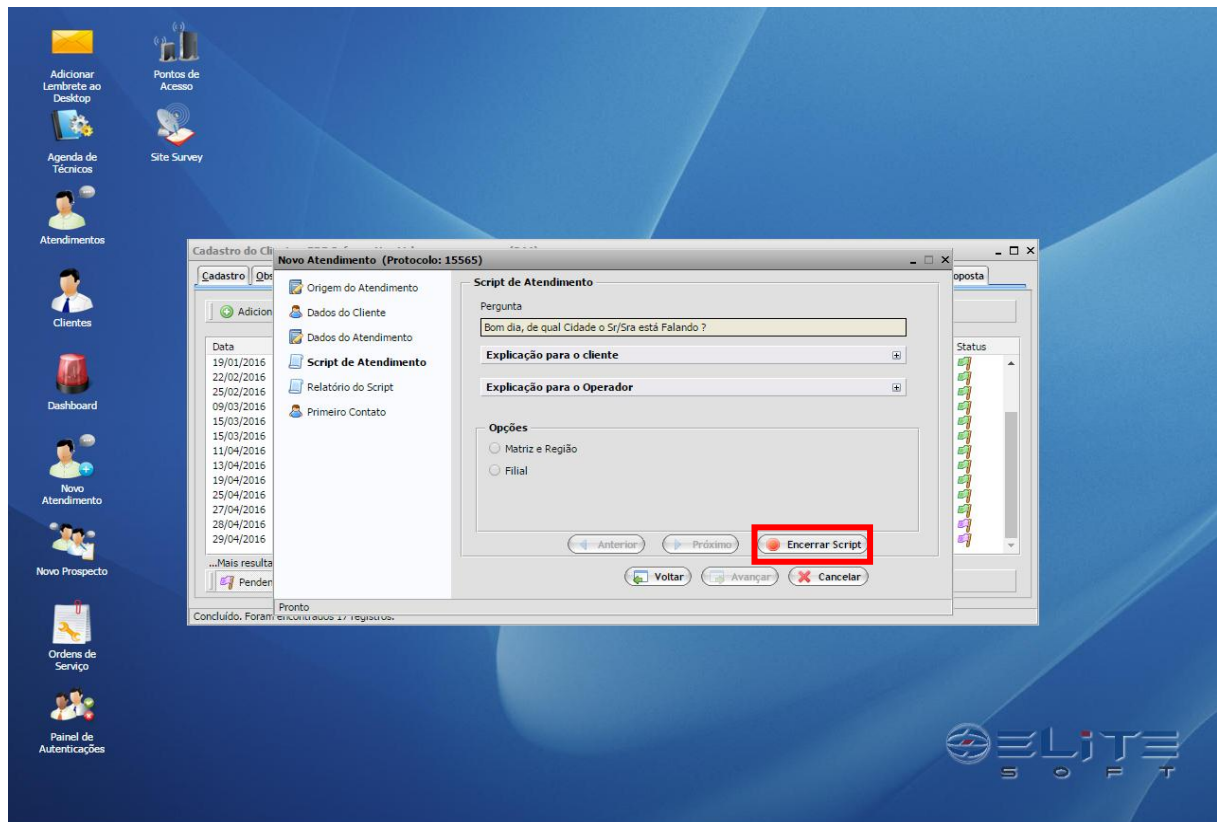 Adicionar
Lembrete ao
Desktop
Pontos de
Acesso
Agenda de
Técnicos
Site Survey
Atendimentos
Clientes
Dashboard
Novo
Atendimento
Novo Prospecto
Ordens de
Serviço
Painel de
Autenticações
Cadastro do Cli
Cadastro Obs
oposta
Adicion
Data
Status
19/01/2016
22/02/2016
25/02/2016
09/03/2016
15/03/2016
15/03/2016
11/04/2016
13/04/2016
19/04/2016
25/04/2016
27/04/2016
28/04/2016
29/04/2016
...Mais resulta
Penden
Concluído. Foram encontrados 17 registros.
Novo Atendimento (Protocolo: 15565)
Origem do Atendimento
Dados do Cliente
Dados do Atendimento
Script de Atendimento
Relatório do Script
Primeiro Contato
Script de Atendimento
Pergunta
Bom dia, de qual Cidade o Sr/Sra está Falando ?
Explicação para o cliente
Explicação para o Operador
Opções
Matriz e Região
Filial
Anterior Próximo Encerrar Script
Voltar Avançar Cancelar
Pronto
ELiTE
SOFT